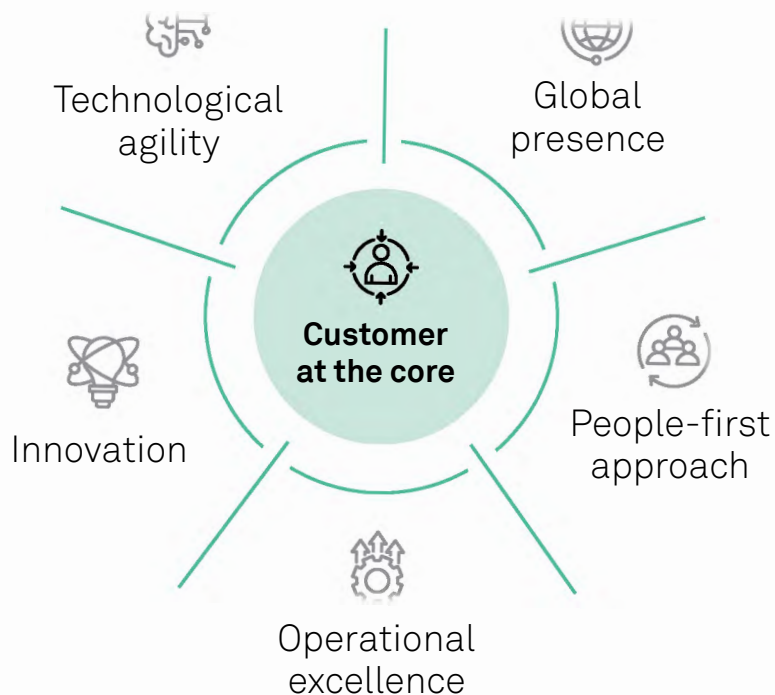 Technological
agility
Global
presence
Customer
at the core
Innovation
People-first
approach
Operational
excellence